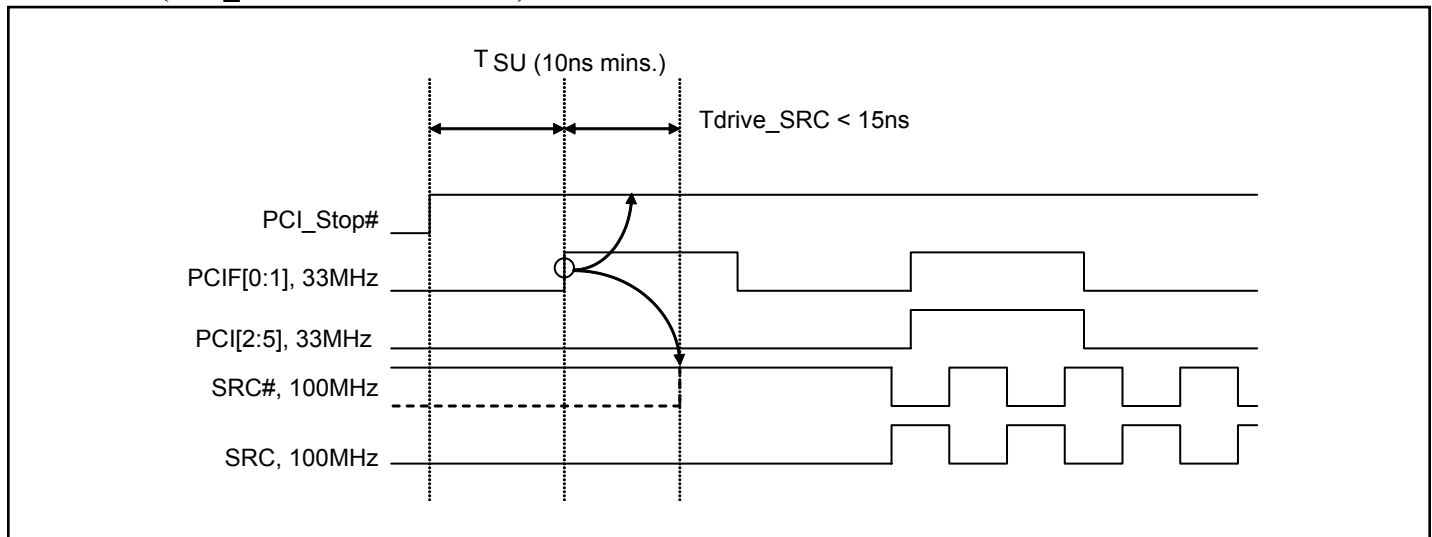 T SU (10ns mins.)
Tdrive_SRC < 15ns
PCI_Stop#
PCIF[0:1], 33MHz
PCI[2:5], 33MHz
SRC#, 100MHz
SRC, 100MHz